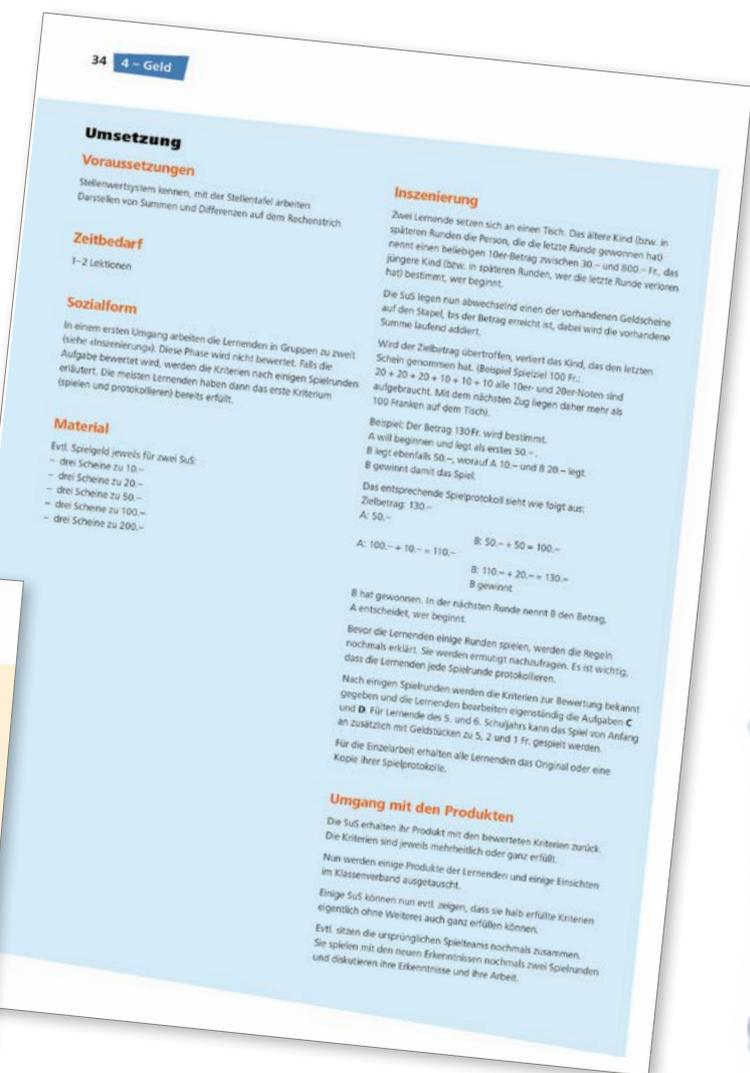 34 4 – Geld
Umsetzung
Voraussetzungen
Stellenwertsystem kennen, mit der Stellentafel arbeiten
Darstellen von Summen und Differenzen auf dem Rechenstrich
Zeitbedarf
1–2 Lektionen
Sozialform
In einem ersten Umgang arbeiten die Lernenden in Gruppen zu zweit
(siehe «Inszenierung»). Diese Phase wird nicht bewertet. Falls die
Aufgabe bewertet wird, werden die Kriterien nach einigen Spielrunden
erläutert. Die meisten Lernenden haben dann das erste Kriterium
(spielen und protokollieren) bereits erfüllt.
Material
Evtl. Spielgeld jeweils für zwei SuS:
– drei Scheine zu 10.–
– drei Scheine zu 20.–
– drei Scheine zu 50.–
– drei Scheine zu 100.–
– drei Scheine zu 200.–
Inszenierung
Zwei Lernende setzen sich an einen Tisch. Das ältere Kind (bzw. in
späteren Runden die Person, die die letzte Runde gewonnen hat)
nennt einen beliebigen 10er-Betrag zwischen 30.– und 800.– Fr., das
jüngere Kind (bzw. in späteren Runden, wer die letzte Runde verloren
hat) bestimmt, wer beginnt.
Die SuS legen nun abwechselnd einen der vorhandenen Geldscheine
auf den Stapel, bis der Betrag erreicht ist, dabei wird die vorhandene
Summe laufend addiert.
Wird der Zielbetrag übertroffen, verliert das Kind, das den letzten
Schein genommen hat. (Beispiel Spielziel 100 Fr.:
20 + 20 + 20 + 10 + 10 + 10 alle 10er- und 20er-Noten sind
aufgebraucht. Mit dem nächsten Zug liegen daher mehr als
100 Franken auf dem Tisch).
Beispiel: Der Betrag 130 Fr. wird bestimmt.
A will beginnen und legt als erstes 50.–.
B legt ebenfalls 50.–, worauf A 10.– und B 20.– legt.
B gewinnt damit das Spiel.
Das entsprechende Spielprotokoll sieht wie folgt aus:
Zielbetrag: 130.–
A: 50.–
B: 50.– + 50 = 100.–
A: 100.– + 10.– = 110.–
B: 110.– + 20.– = 130.–
B gewinnt
B hat gewonnen. In der nächsten Runde nennt B den Betrag,
A entscheidet, wer beginnt.
Bevor die Lernenden einige Runden spielen, werden die Regeln
nochmals erklärt. Sie werden ermutigt nachzufragen. Es ist wichtig,
dass die Lernenden jede Spielrunde protokollieren.
Nach einigen Spielrunden werden die Kriterien zur Bewertung bekannt
gegeben und die Lernenden bearbeiten eigenständig die Aufgaben C
und D. Für Lernende des 5. und 6. Schuljahrs kann das Spiel von Anfang
an zusätzlich mit Geldstücken zu 5, 2 und 1 Fr. gespielt werden.
Für die Einzelarbeit erhalten alle Lernenden das Original oder eine
Kopie ihrer Spielprotokolle.
Umgang mit den Produkten
Die SuS erhalten ihr Produkt mit den bewerteten Kriterien zurück.
Die Kriterien sind jeweils mehrheitlich oder ganz erfüllt.
Nun werden einige Produkte der Lernenden und einige Einsichten
im Klassenverband ausgetauscht.
Einige SuS können nun evtl. zeigen, dass sie halb erfüllte Kriterien
eigentlich ohne Weiteres auch ganz erfüllen können.
Evtl. sitzen die ursprünglichen Spielteams nochmals zusammen.
Sie spielen mit den neuen Erkenntnissen nochmals zwei Spielrunden
und diskutieren ihre Erkenntnisse und ihre Arbeit.